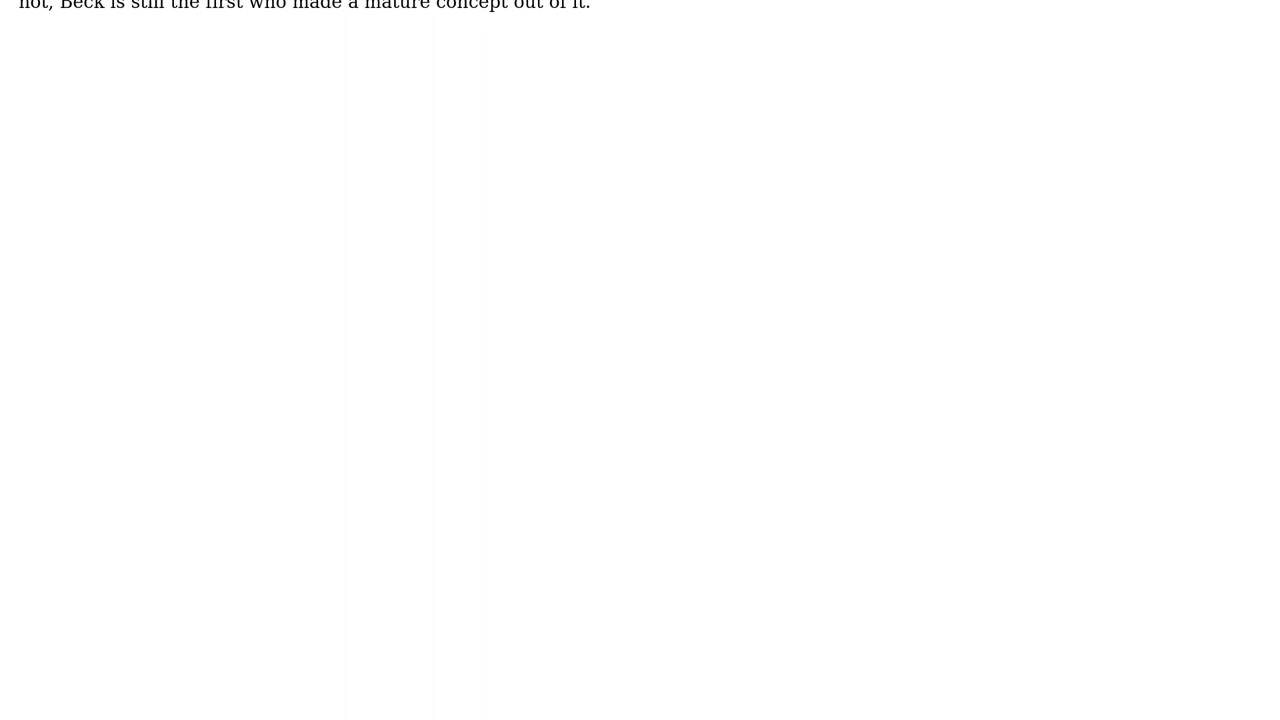 not, Beck is still the first who made a mature concept out of it.